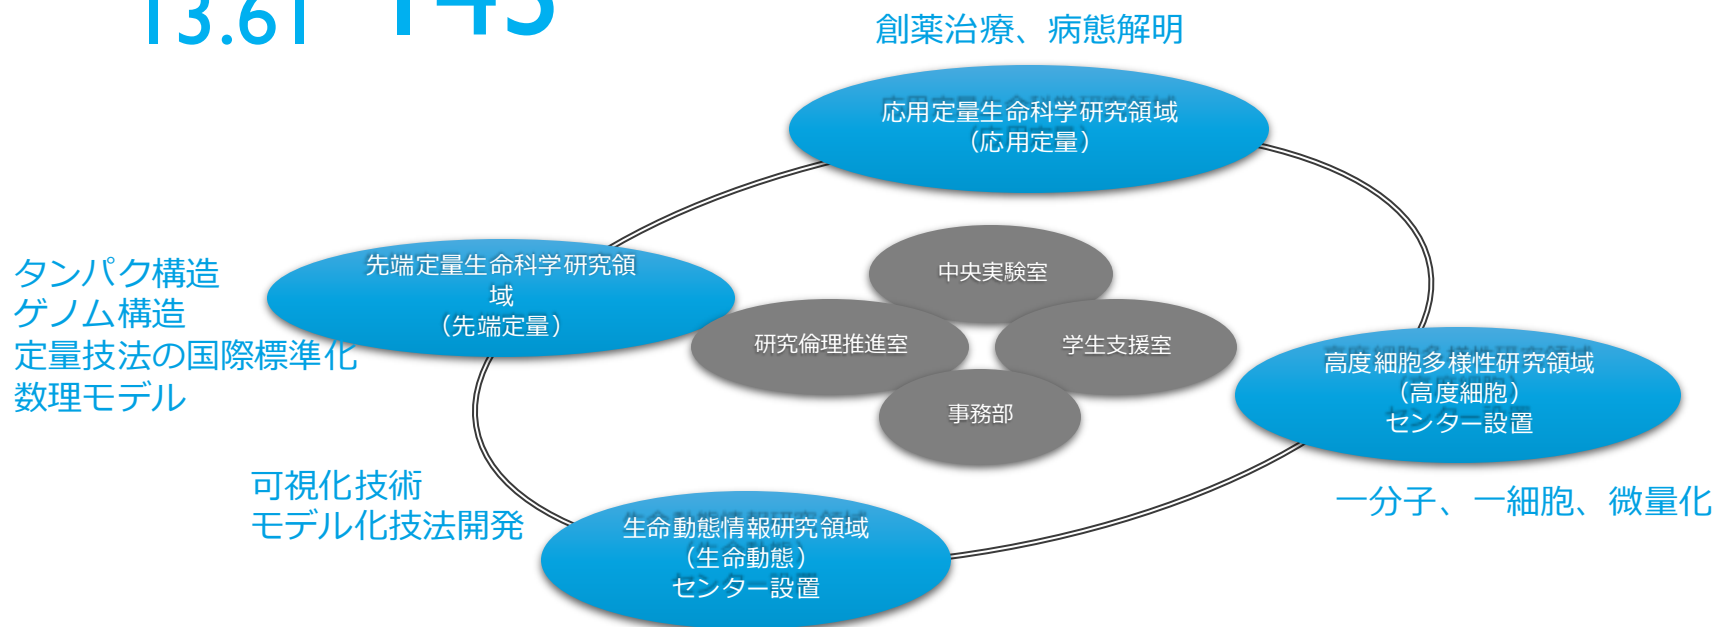 13.61 145
創薬治療、病態解明
応用定量生命科学研究領域
（応用定量）
先端定量生命科学研究領
域
（先端定量）
タンパク構造
ゲノム構造
定量技法の国際標準化
数理モデル
中央実験室
研究倫理推進室
学生支援室
事務部
高度細胞多様性研究領域
（高度細胞）
センター設置
一分子、一細胞、微量化
可視化技術
モデル化技法開発
生命動態情報研究領域
（生命動態）
センター設置